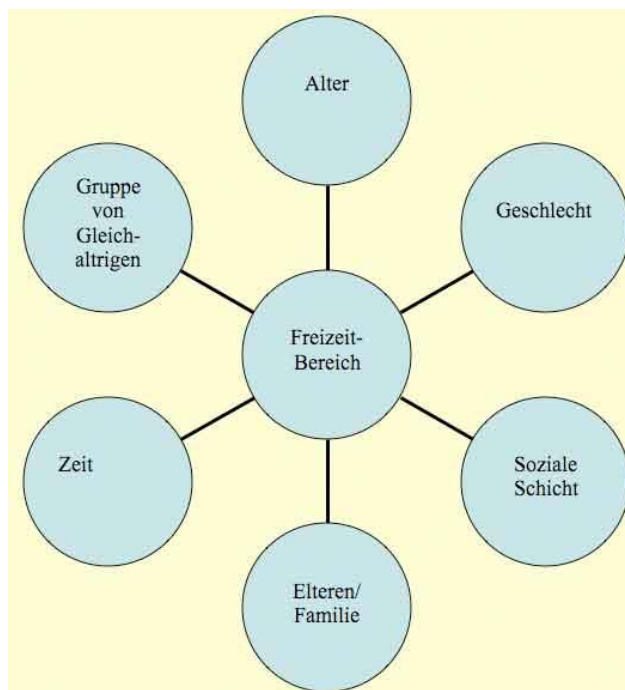 Alter
Gruppe
von
Gleich-
altrigen
Geschlecht
Freizeit-
Bereich
Zeit
Soziale
Schicht
Elteren/
Familie